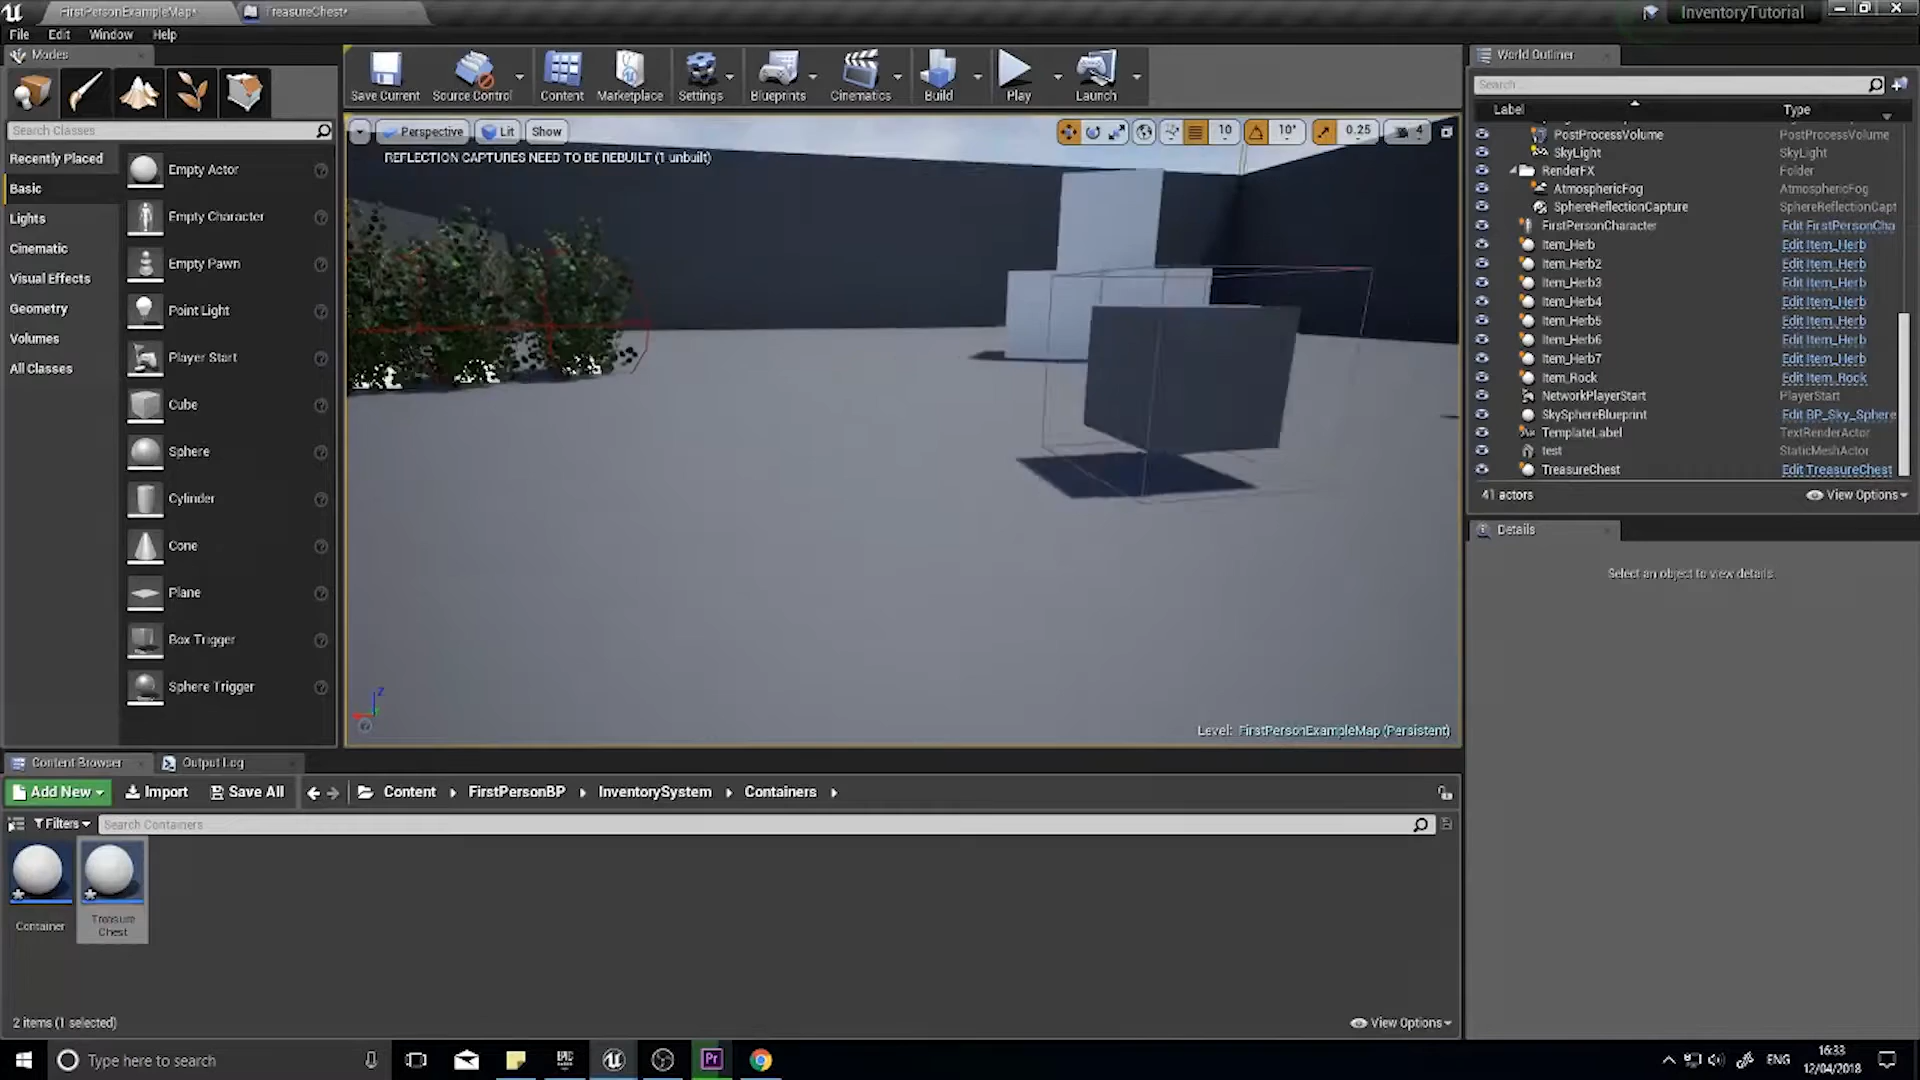 FirstPersonExampleMap*
TreasureChest*
InventoryTutorial
File Edit Window Help
Modes
Search Classes
Recently Placed
Basic
Lights
Cinematic
Visual Effects
Geometry
Volumes
All Classes
Empty Actor
Empty Character
Empty Pawn
Point Light
Player Start
Cube
Sphere
Cylinder
Cone
Plane
Box Trigger
Sphere Trigger
Save Current Source Control Content Marketplace Settings Blueprints Cinematics Build Play Launch
Perspective Lit Show 10 10° 0.25 4
REFLECTION CAPTURES NEED TO BE REBUILT (1 unbuilt)
Z
Level: FirstPersonExampleMap (Persistent)
World Outliner
Search...
Label Type
PostProcessVolume PostProcessVolume
SkyLight SkyLight
RenderFX Folder
AtmosphericFog AtmosphericFog
SphereReflectionCapture SphereReflectionCapt
FirstPersonCharacter Edit FirstPersonCha
Item_Herb Edit Item_Herb
Item_Herb2 Edit Item_Herb
Item_Herb3 Edit Item_Herb
Item_Herb4 Edit Item_Herb
Item_Herb5 Edit Item_Herb
Item_Herb6 Edit Item_Herb
Item_Herb7 Edit Item_Herb
Item_Rock Edit Item_Rock
NetworkPlayerStart PlayerStart
SkySphereBlueprint Edit BP_Sky_Sphere
TemplateLabel TextRenderActor
test StaticMeshActor
TreasureChest Edit TreasureChest
41 actors View Options
Details
Select an object to view details.
Content Browser Output Log
Add New Import Save All Content FirstPersonBP InventorySystem Containers
Filters Search Containers
Container
Treasure
Chest
2 items (1 selected) View Options
Type here to search
EPIC
Pr
ENG
16:33
12/04/2018